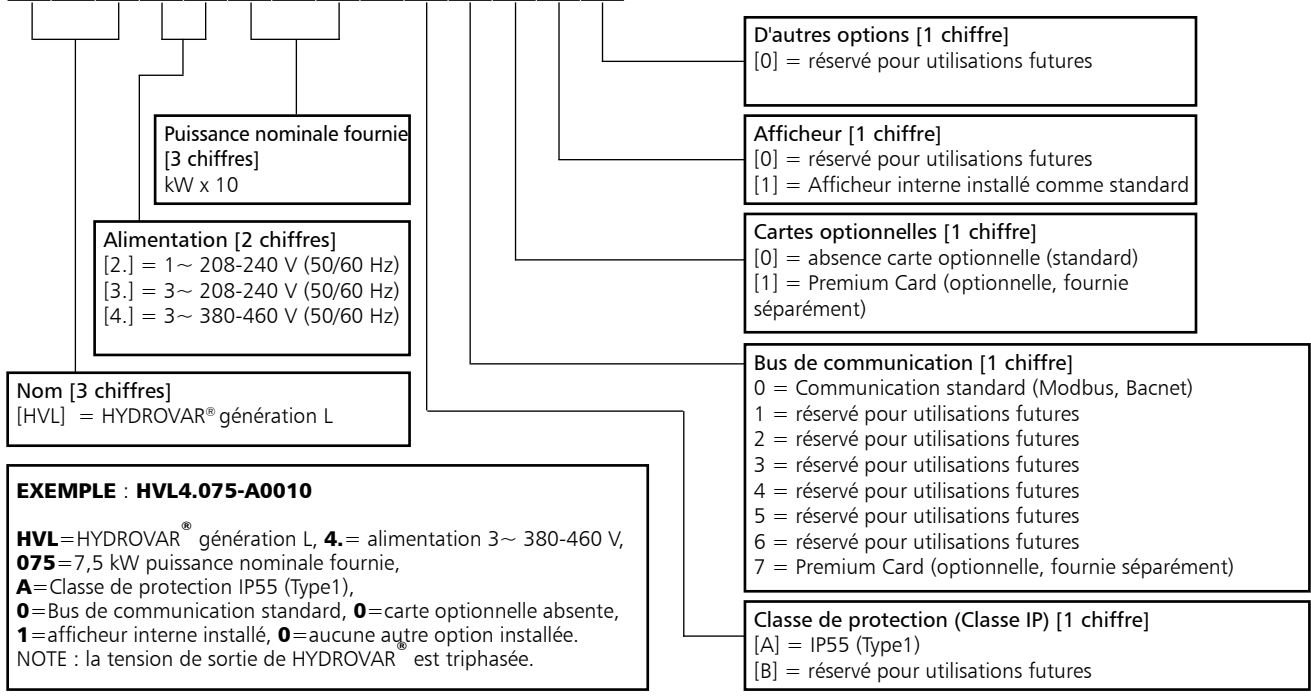 Puissance nominale fournie
[3 chiffres]
kW x 10
Alimentation [2 chiffres]
[2.] = 1~ 208-240 V (50/60 Hz)
[3.] = 3~ 208-240 V (50/60 Hz)
[4.] = 3~ 380-460 V (50/60 Hz)
Nom [3 chiffres]
[HVL] = HYDROVAR® génération L
EXEMPLE : HVL4.075-A0010
HVL=HYDROVAR® génération L, 4.= alimentation 3~ 380-460 V,
075=7,5 kW puissance nominale fournie,
A=Classe de protection IP55 (Type1),
0=Bus de communication standard, 0=carte optionnelle absente,
1=afficheur interne installé, 0=aucune autre option installée.
NOTE : la tension de sortie de HYDROVAR® est triphasée.
D'autres options [1 chiffre]
[0] = réservé pour utilisations futures
Afficheur [1 chiffre]
[0] = réservé pour utilisations futures
[1] = Afficheur interne installé comme standard
Cartes optionnelles [1 chiffre]
[0] = absence carte optionnelle (standard)
[1] = Premium Card (optionnelle, fournie
séparément)
Bus de communication [1 chiffre]
0 = Communication standard (Modbus, Bacnet)
1 = réservé pour utilisations futures
2 = réservé pour utilisations futures
3 = réservé pour utilisations futures
4 = réservé pour utilisations futures
5 = réservé pour utilisations futures
6 = réservé pour utilisations futures
7 = Premium Card (optionnelle, fournie séparément)
Classe de protection (Classe IP) [1 chiffre]
[A] = IP55 (Type1)
[B] = réservé pour utilisations futures